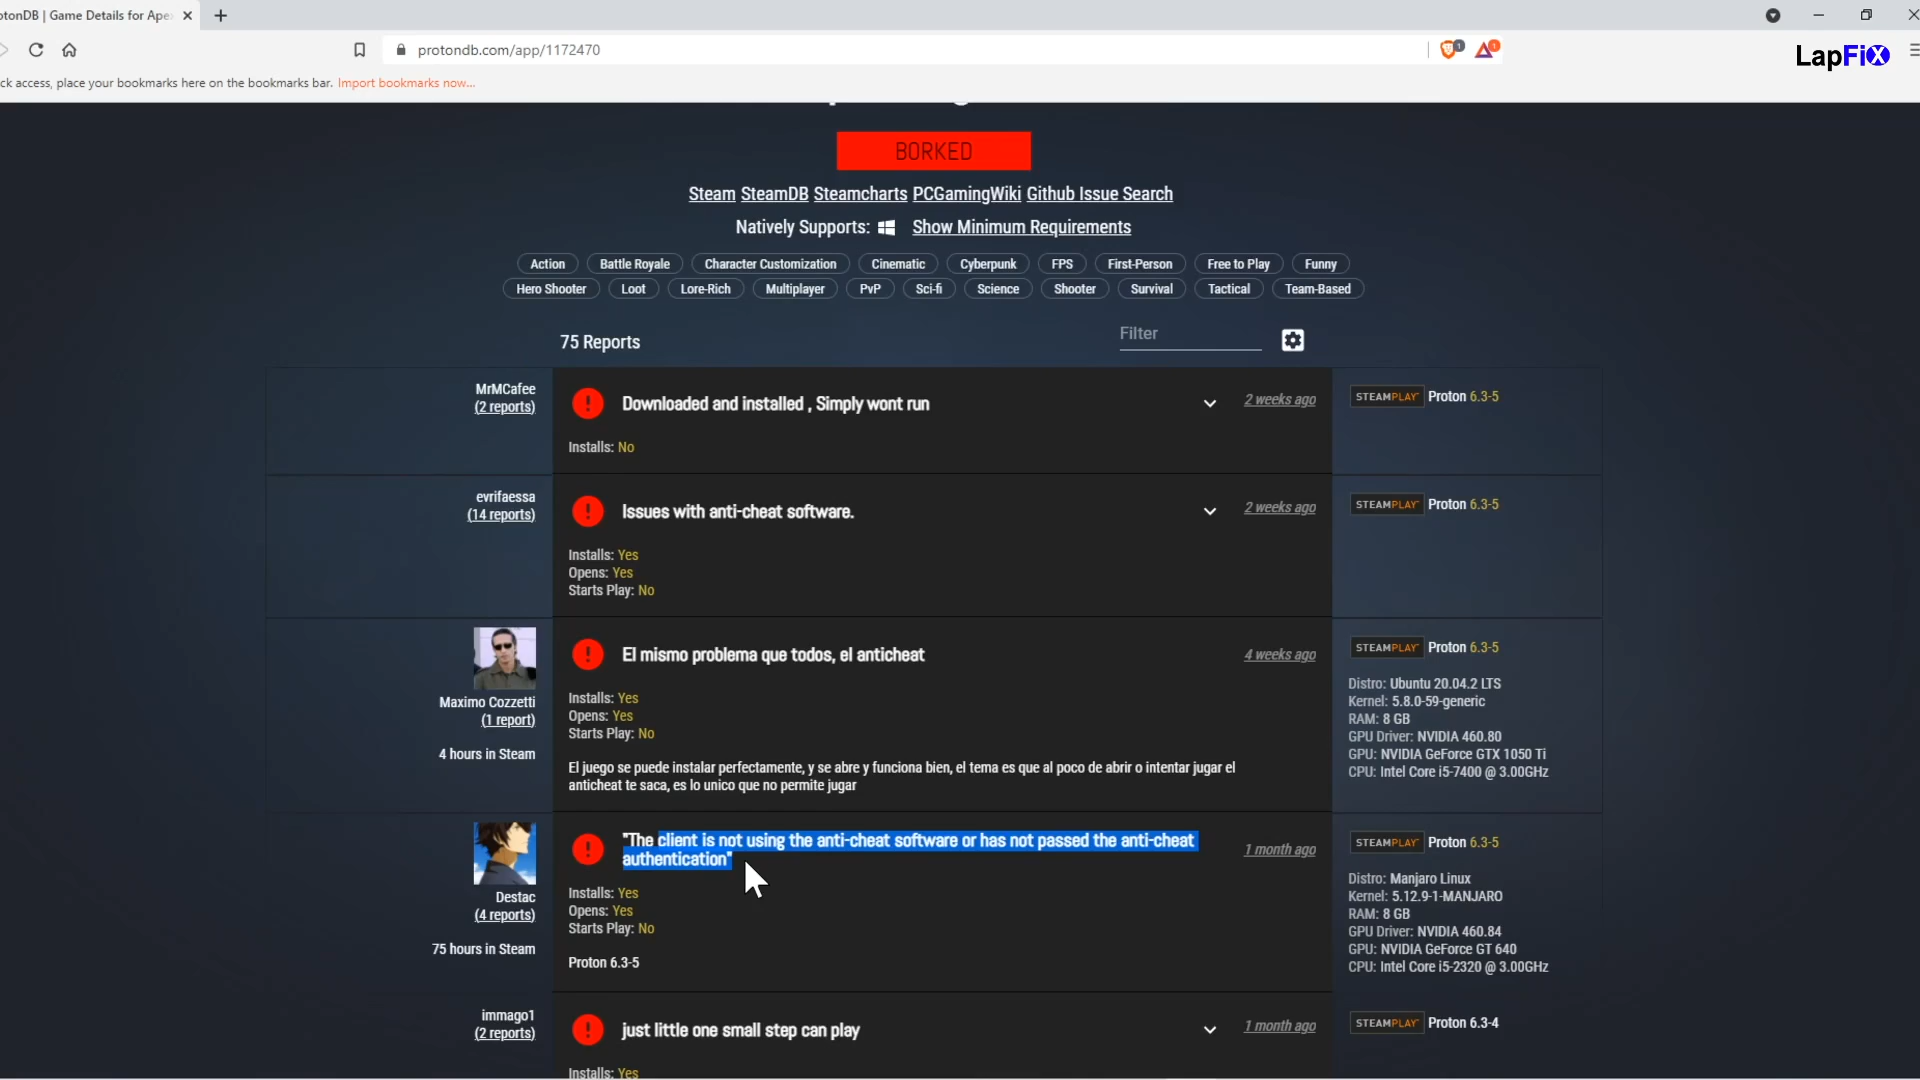 otonDB | Game Details for Ape
protondb.com/app/1172470
LapFiX
ck access, place your bookmarks here on the bookmarks bar. Import bookmarks now...
BORKED
Steam SteamDB Steamcharts PCGamingWiki Github Issue Search
Natively Supports: Show Minimum Requirements
Action Battle Royale Character Customization Cinematic Cyberpunk FPS First-Person Free to Play Funny
Hero Shooter Loot Lore-Rich Multiplayer PvP Sci-fi Science Shooter Survival Tactical Team-Based
75 Reports
Filter
MrMCafee
(2 reports)
Downloaded and installed , Simply wont run
2 weeks ago
Installs: No
STEAMPLAY Proton 6.3-5
evrifaessa
(14 reports)
Issues with anti-cheat software.
2 weeks ago
Installs: Yes
Opens: Yes
Starts Play: No
STEAMPLAY Proton 6.3-5
Maximo Cozzetti
(1 report)
4 hours in Steam
El mismo problema que todos, el anticheat
4 weeks ago
Installs: Yes
Opens: Yes
Starts Play: No
El juego se puede instalar perfectamente, y se abre y funciona bien, el tema es que al poco de abrir o intentar jugar el
anticheat te saca, es lo unico que no permite jugar
STEAMPLAY Proton 6.3-5
Distro: Ubuntu 20.04.2 LTS
Kernel: 5.8.0-59-generic
RAM: 8 GB
GPU Driver: NVIDIA 460.80
GPU: NVIDIA GeForce GTX 1050 Ti
CPU: Intel Core i5-7400 @ 3.00GHz
Destac
(4 reports)
75 hours in Steam
"The client is not using the anti-cheat software or has not passed the anti-cheat
authentication"
1 month ago
Installs: Yes
Opens: Yes
Starts Play: No
Proton 6.3-5
STEAMPLAY Proton 6.3-5
Distro: Manjaro Linux
Kernel: 5.12.9-1-MANJARO
RAM: 8 GB
GPU Driver: NVIDIA 460.84
GPU: NVIDIA GeForce GT 640
CPU: Intel Core i5-2320 @ 3.00GHz
immago1
(2 reports)
just little one small step can play
1 month ago
Installs: Yes
STEAMPLAY Proton 6.3-4